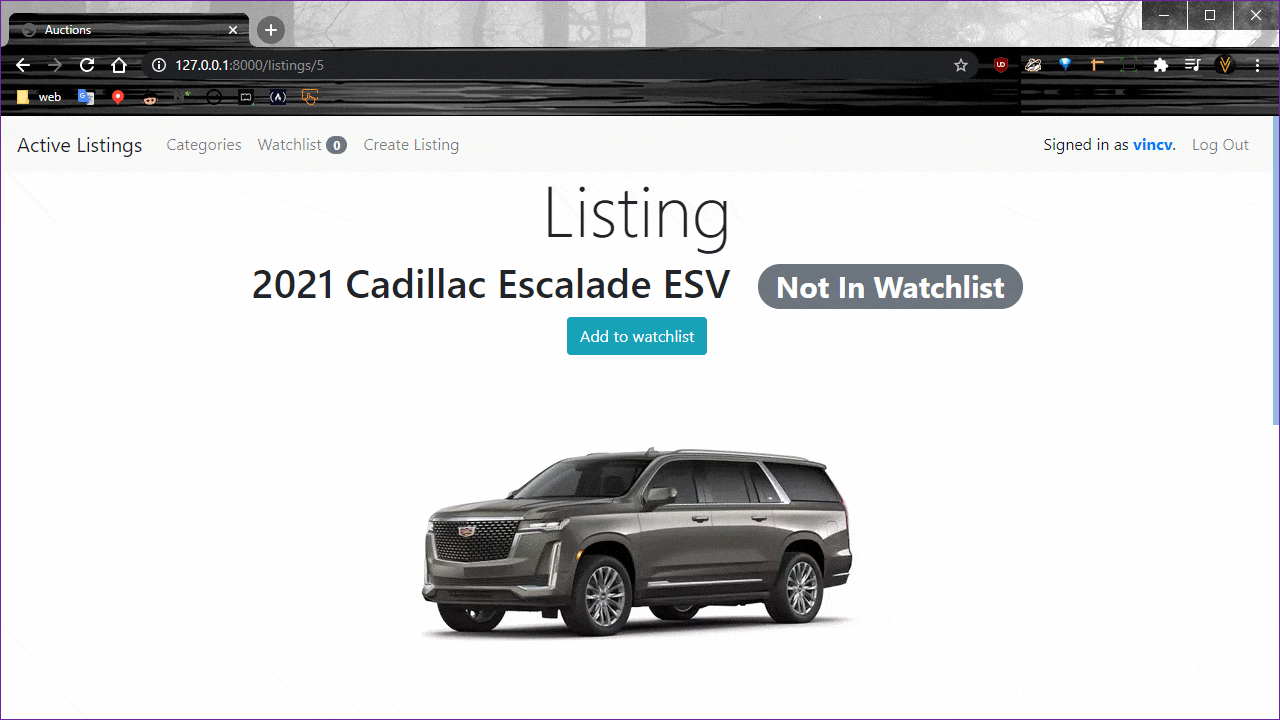 Auctions
127.0.0.1:8000/listings/5
web
Active Listings Categories Watchlist 0 Create Listing Signed in as vincv. Log Out
Listing
2021 Cadillac Escalade ESV Not In Watchlist
Add to watchlist